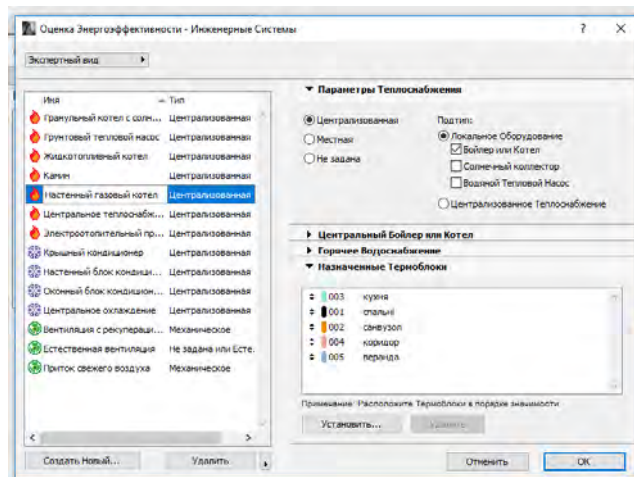 Оценка Энергоэффективности - Инженерные Системы
? ×
Экспертный вид
Имя Тип
Гранульный котел с солн... Централизованная
Грунтовый тепловой насос Централизованная
Жидкотопливный котел Централизованная
Камин Централизованная
Настенный газовый котел Централизованная
Центральное теплоснабж... Централизованная
Электроотопительный пр... Централизованная
Крышный кондиционер Централизованная
Настенный блок кондици... Централизованная
Оконный блок кондицион... Централизованная
Центральное охлаждение Централизованная
Вентиляция с рекупераци... Механическое
Естественная вентиляция Не задана или Есте.
Приток свежего воздуха Механическое
Создать Новый...
Удалить
Параметры Теплоснабжения
Централизованная
Местная
Не задана
Подтип:
Локальное Оборудование
Бойлер или Котел
Солнечный коллектор
Водяной Тепловой Насос
Централизованное Теплоснабжение
Центральный Бойлер или Котел
Горячее Водоснабжение
Назначенные Термоблоки
003 кухня
001 спальні
002 санвузол
004 коридор
005 веранда
Примечание: Расположите Термоблоки в порядке значимости
Установить...
Удалить
Отменить
OK